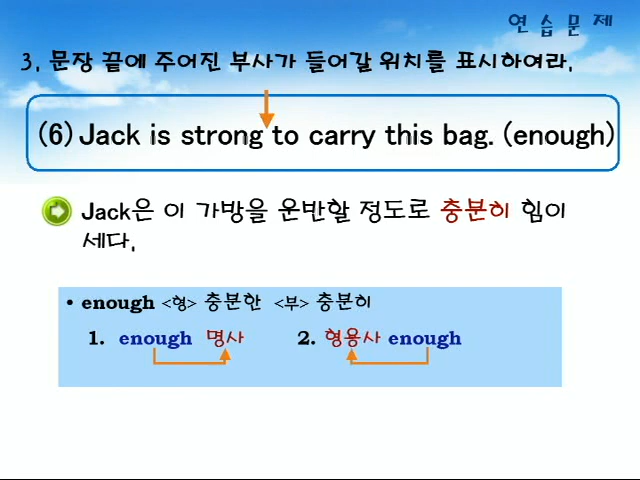 연 습 문 제
3. 문장 끝에 주어진 부사가 들어갈 위치를 표시하여라.
(6) Jack is strong to carry this bag. (enough)
Jack은 이 가방을 운반할 정도로 충분히 힘이
세다.
• enough <형> 충분한 <부> 충분히
1. enough 명사 2. 형용사 enough